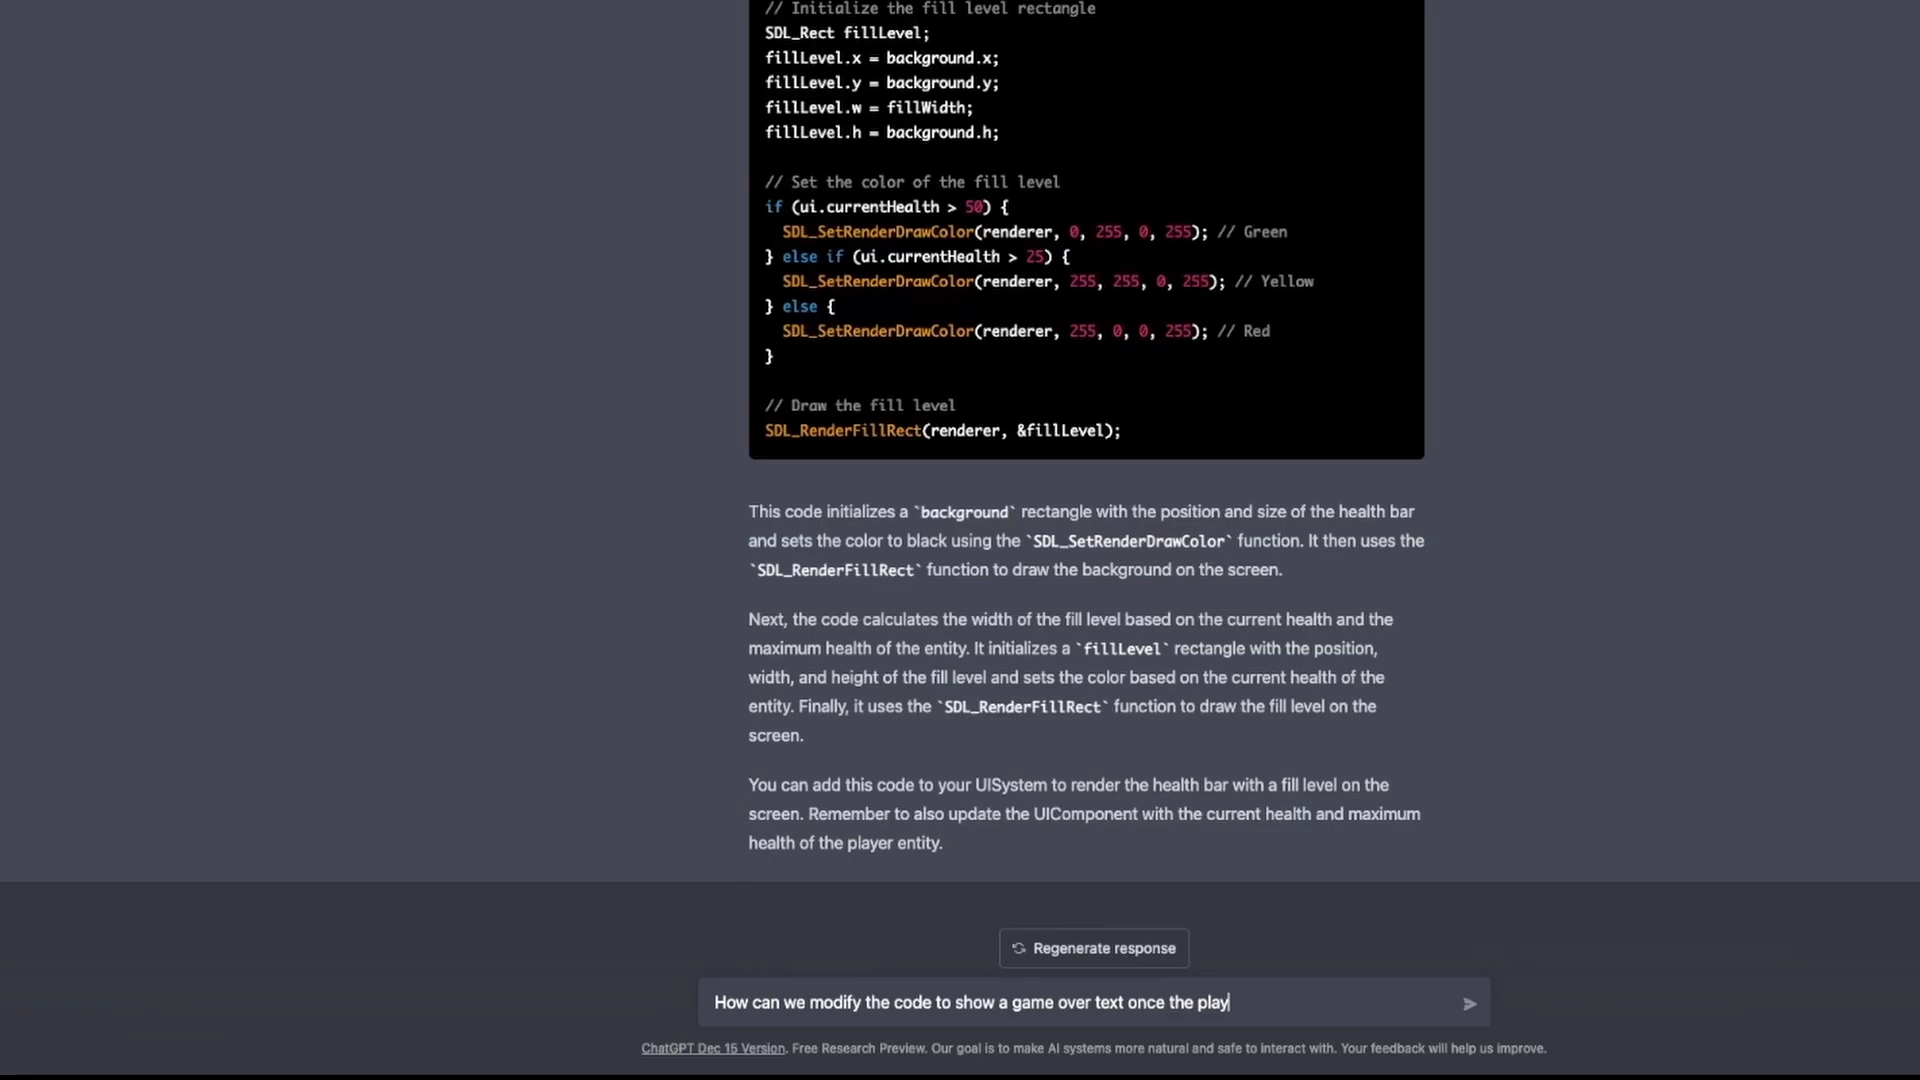 // Initialize the fill level rectangle
SDL_Rect fillLevel;
fillLevel.x = background.x;
fillLevel.y = background.y;
fillLevel.w = fillWidth;
fillLevel.h = background.h;
// Set the color of the fill level
if (ui.currentHealth > 50) {
SDL_SetRenderDrawColor(renderer, 0, 255, 0, 255); // Green
} else if (ui.currentHealth > 25) {
SDL_SetRenderDrawColor(renderer, 255, 255, 0, 255); // Yellow
} else {
SDL_SetRenderDrawColor(renderer, 255, 0, 0, 255); // Red
}
// Draw the fill level
SDL_RenderFillRect(renderer, &fillLevel);
This code initializes a `background` rectangle with the position and size of the health bar
and sets the color to black using the `SDL_SetRenderDrawColor` function. It then uses the
`SDL_RenderFillRect` function to draw the background on the screen.
Next, the code calculates the width of the fill level based on the current health and the
maximum health of the entity. It initializes a `fillLevel` rectangle with the position,
width, and height of the fill level and sets the color based on the current health of the
entity. Finally, it uses the `SDL_RenderFillRect` function to draw the fill level on the
screen.
You can add this code to your UISystem to render the health bar with a fill level on the
screen. Remember to also update the UIComponent with the current health and maximum
health of the player entity.
Regenerate response
How can we modify the code to show a game over text once the play
ChatGPT Dec 15 Version. Free Research Preview. Our goal is to make AI systems more natural and safe to interact with. Your feedback will help us improve.